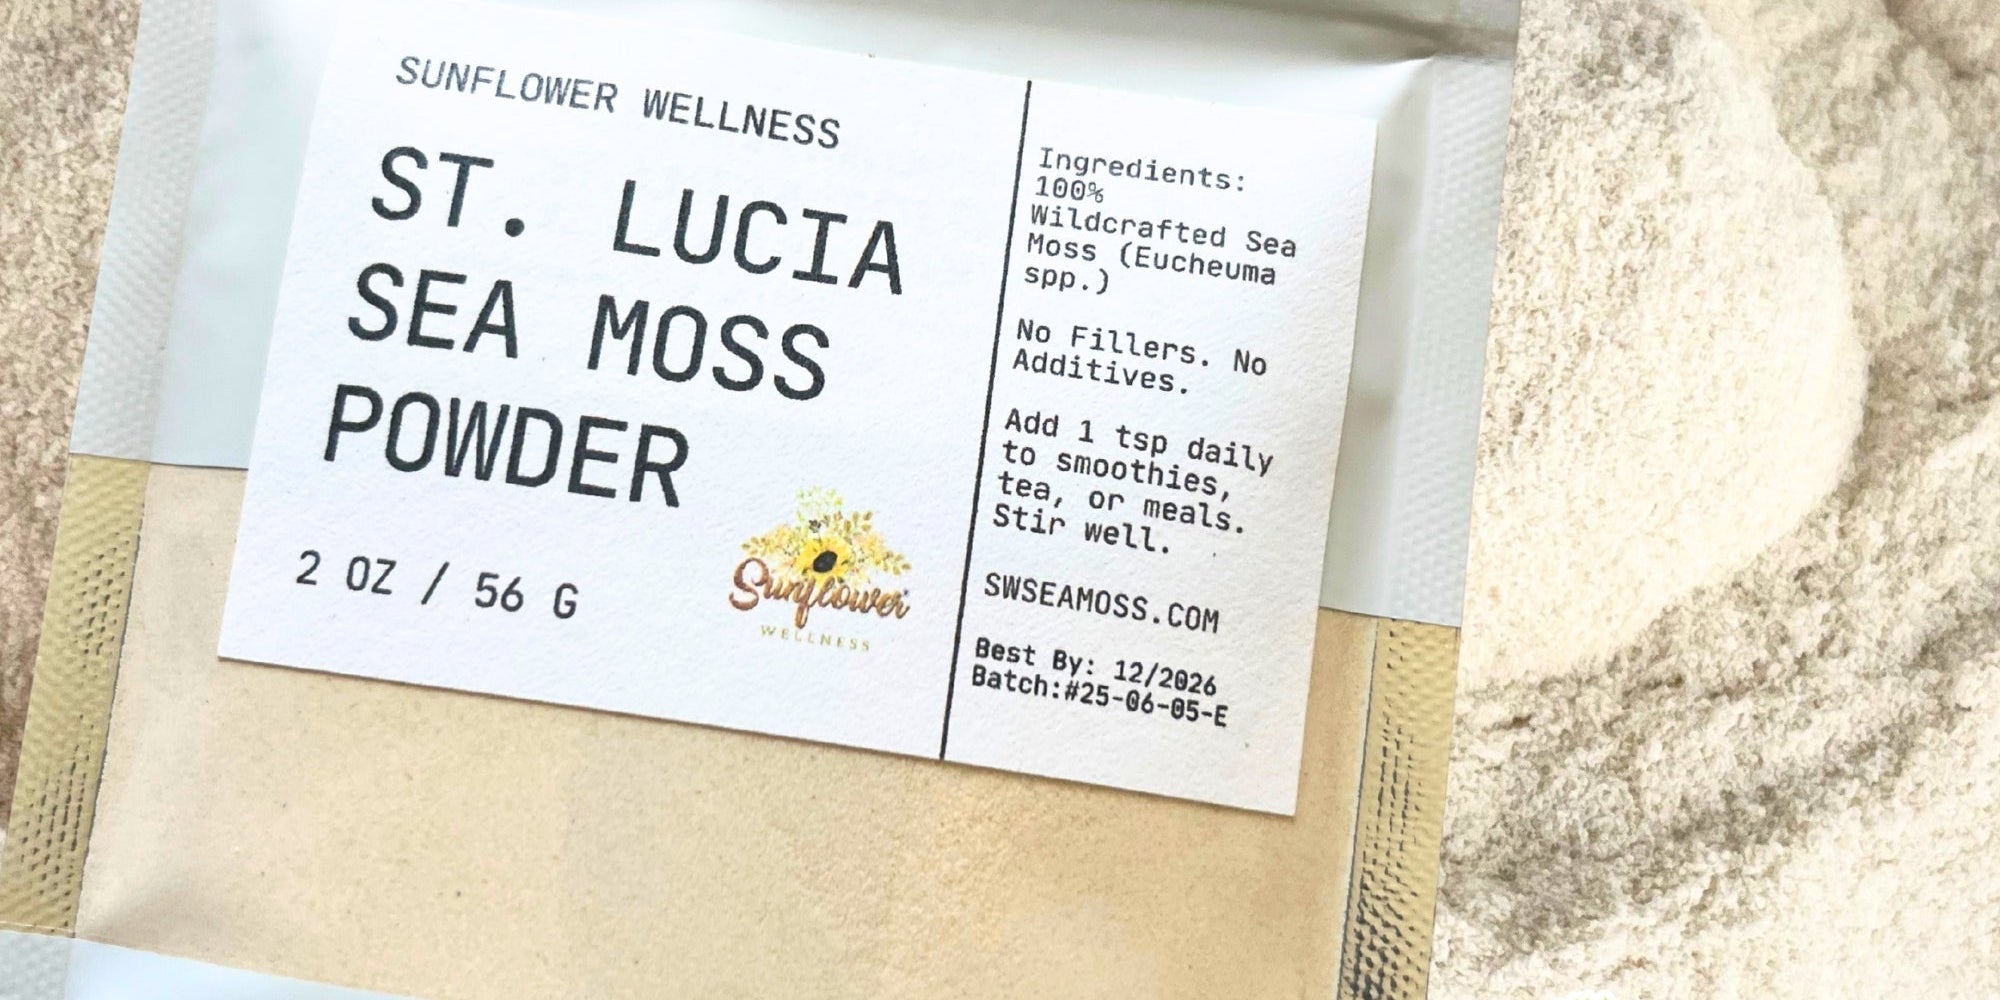 SUNFLOWER WELLNESS
ST. LUCIA
SEA MOSS
POWDER
2 OZ / 56 G
Sunflower
WELLNESS
Ingredients:
100%
Wildcrafted Sea
Moss (Eucheuma
spp.)
No Fillers. No
Additives.
Add 1 tsp daily
to smoothies,
tea, or meals.
Stir well.
SWSEAMOSS.COM
Best By: 12/2026
Batch:#25-06-05-E